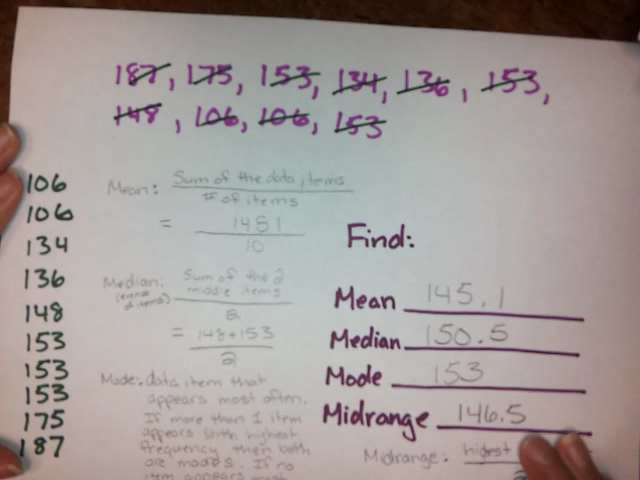 187, 175, 153, 134, 136, 153,
148, 106, 106, 153
106
106
134
136
148
153
153
153
175
187
Mean: Sum of the data items
# of items
= 1451
10
Median: Sum of the 2
middle items
2
= 148+153
2
Mode: data item that
appears most often.
If more than 1 item
appears with highest
frequency then both
are modes. If no
item appears most
Find:
Mean 145.1
Median 150.5
Mode 153
Midrange 146.5
Midrange: highest